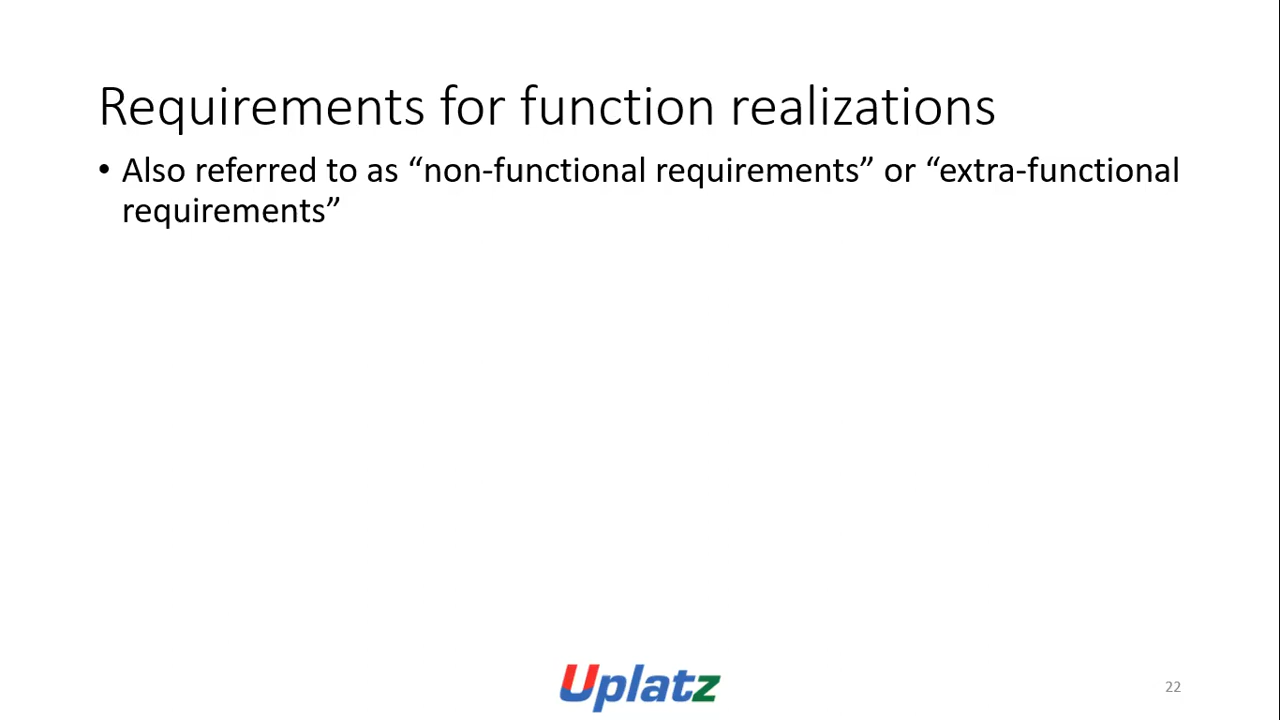 Requirements for function realizations
• Also referred to as “non-functional requirements” or “extra-functional
requirements”
Uplatz
22